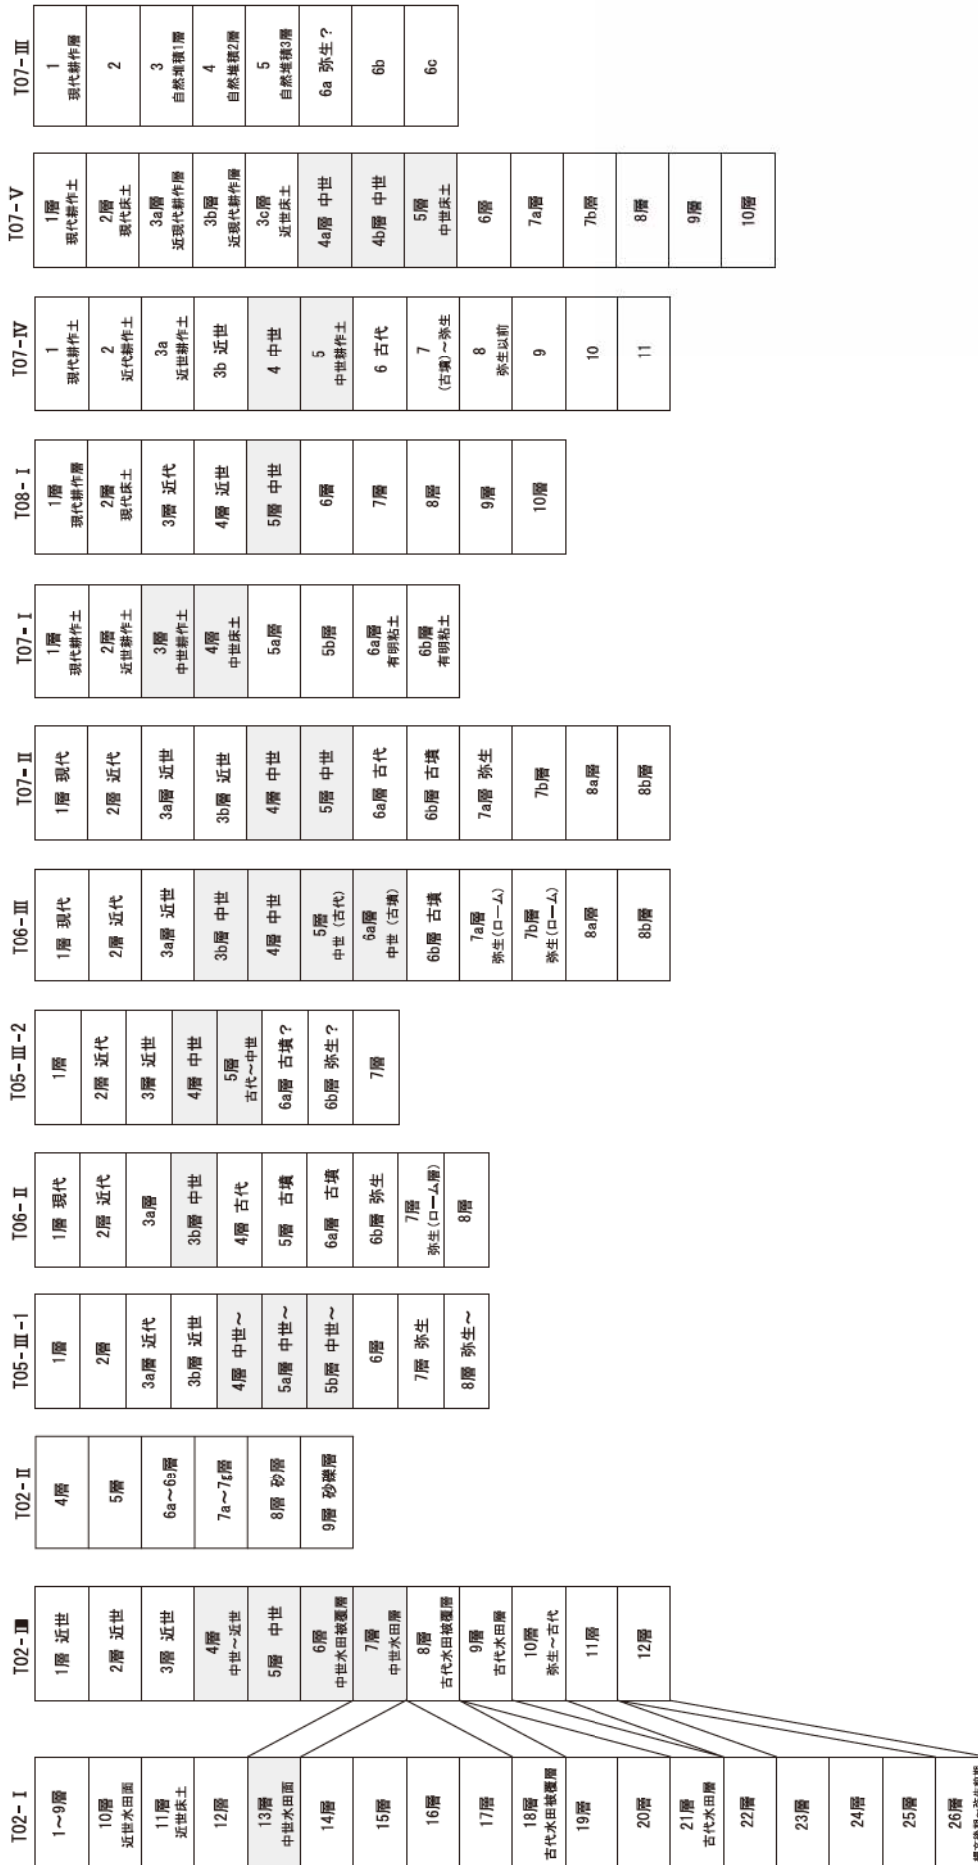 T02-Ⅰ
1～9層
10層
近世水田面
11層
近世床土
12層
13層
中世水田面
14層
15層
16層
17層
18層
古代水田被覆層
19層
20層
21層
古代水田層
22層
23層
24層
25層
26層
T02-Ⅲ
1層 近世
2層 近世
3層 近世
4層
中世～近世
5層 中世
6層
中世水田被覆層
7層
中世水田層
8層
古代水田被覆層
9層
古代水田層
10層
弥生～古代
11層
12層
T02-Ⅱ
4層
5層
6a～6e層
7a～7g層
8層 砂層
9層 砂礫層
T05-Ⅲ-1
1層
2層
3a層 近代
3b層 近世
4層 中世～
5a層 中世～
5b層 中世～
6層
7層 弥生
8層 弥生～
T06-Ⅱ
1層 現代
2層 近代
3a層
3b層 中世
4層 古代
5層 古墳
6a層 古墳
6b層 弥生
7層
弥生(ローム層)
8層
T05-Ⅲ-2
1層
2層 近代
3層 近世
4層 中世
5層
古代～中世
6a層 古墳?
6b層 弥生?
7層
T06-Ⅲ
1層 現代
2層 近代
3a層 近世
3b層 中世
4層 中世
5層
中世(古代)
6a層
中世(古墳)
6b層 古墳
7a層
弥生(ローム)
7b層
弥生(ローム)
8a層
8b層
T07-Ⅱ
1層 現代
2層 近代
3a層 近世
3b層 近世
4層 中世
5層 中世
6a層 古代
6b層 古墳
7a層 弥生
7b層
8a層
8b層
T07-Ⅰ
1層
現代耕作土
2層
近世耕作土
3層
中世耕作土
4層
中世床土
5a層
5b層
6a層
有明粘土
6b層
有明粘土
T08-Ⅰ
1層
現代耕作層
2層
現代床土
3層 近代
4層 近世
5層 中世
6層
7層
8層
9層
10層
T07-Ⅳ
1
現代耕作土
2
近代耕作土
3a
近世耕作土
3b 近世
4 中世
5
中世耕作土
6 古代
7
(古墳)～弥生
8
弥生以前
9
10
11
T07-Ⅴ
1層
現代耕作土
2層
現代床土
3a層
近現代耕作層
3b層
近現代耕作層
3c層
近世床土
4a層 中世
4b層 中世
5層
中世床土
6層
7a層
7b層
8層
9層
10層
T07-Ⅲ
1
現代耕作層
2
3
自然堆積1層
4
自然堆積2層
5
自然堆積3層
6a 弥生?
6b
6c